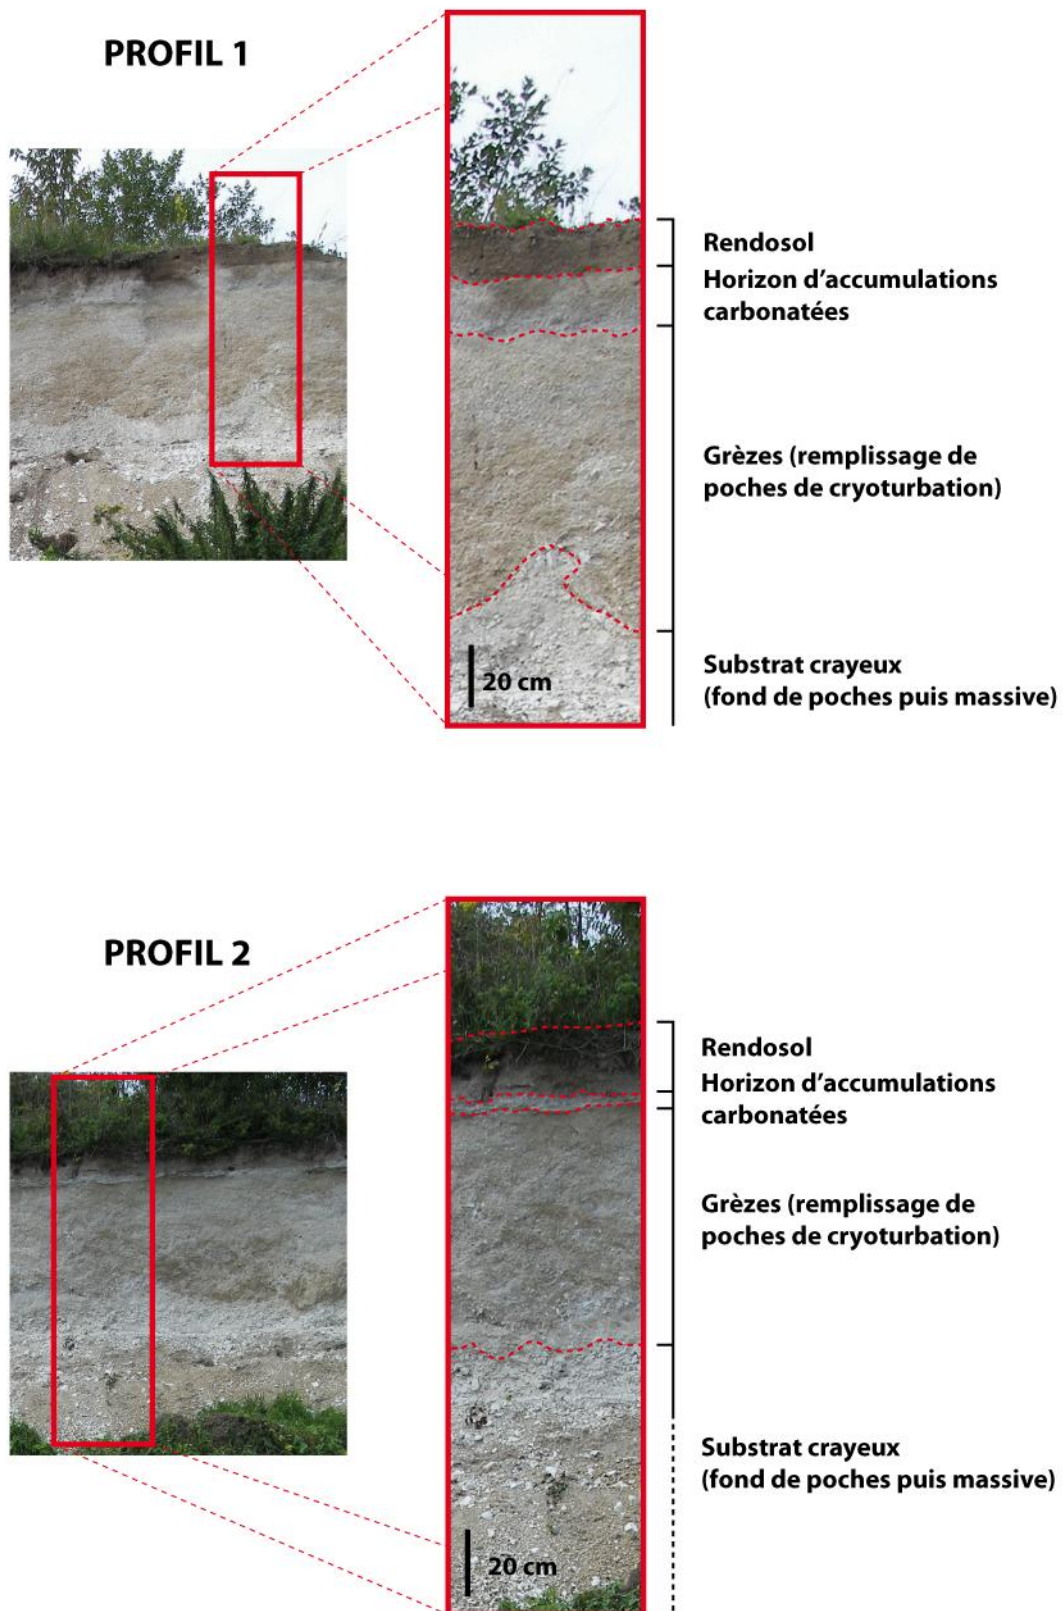 PROFIL 1
Rendosol
Horizon d'accumulations
carbonatées
Grèzes (remplissage de
poches de cryoturbation)
Substrat crayeux
(fond de poches puis massive)
20 cm
PROFIL 2
Rendosol
Horizon d'accumulations
carbonatées
Grèzes (remplissage de
poches de cryoturbation)
Substrat crayeux
(fond de poches puis massive)
20 cm